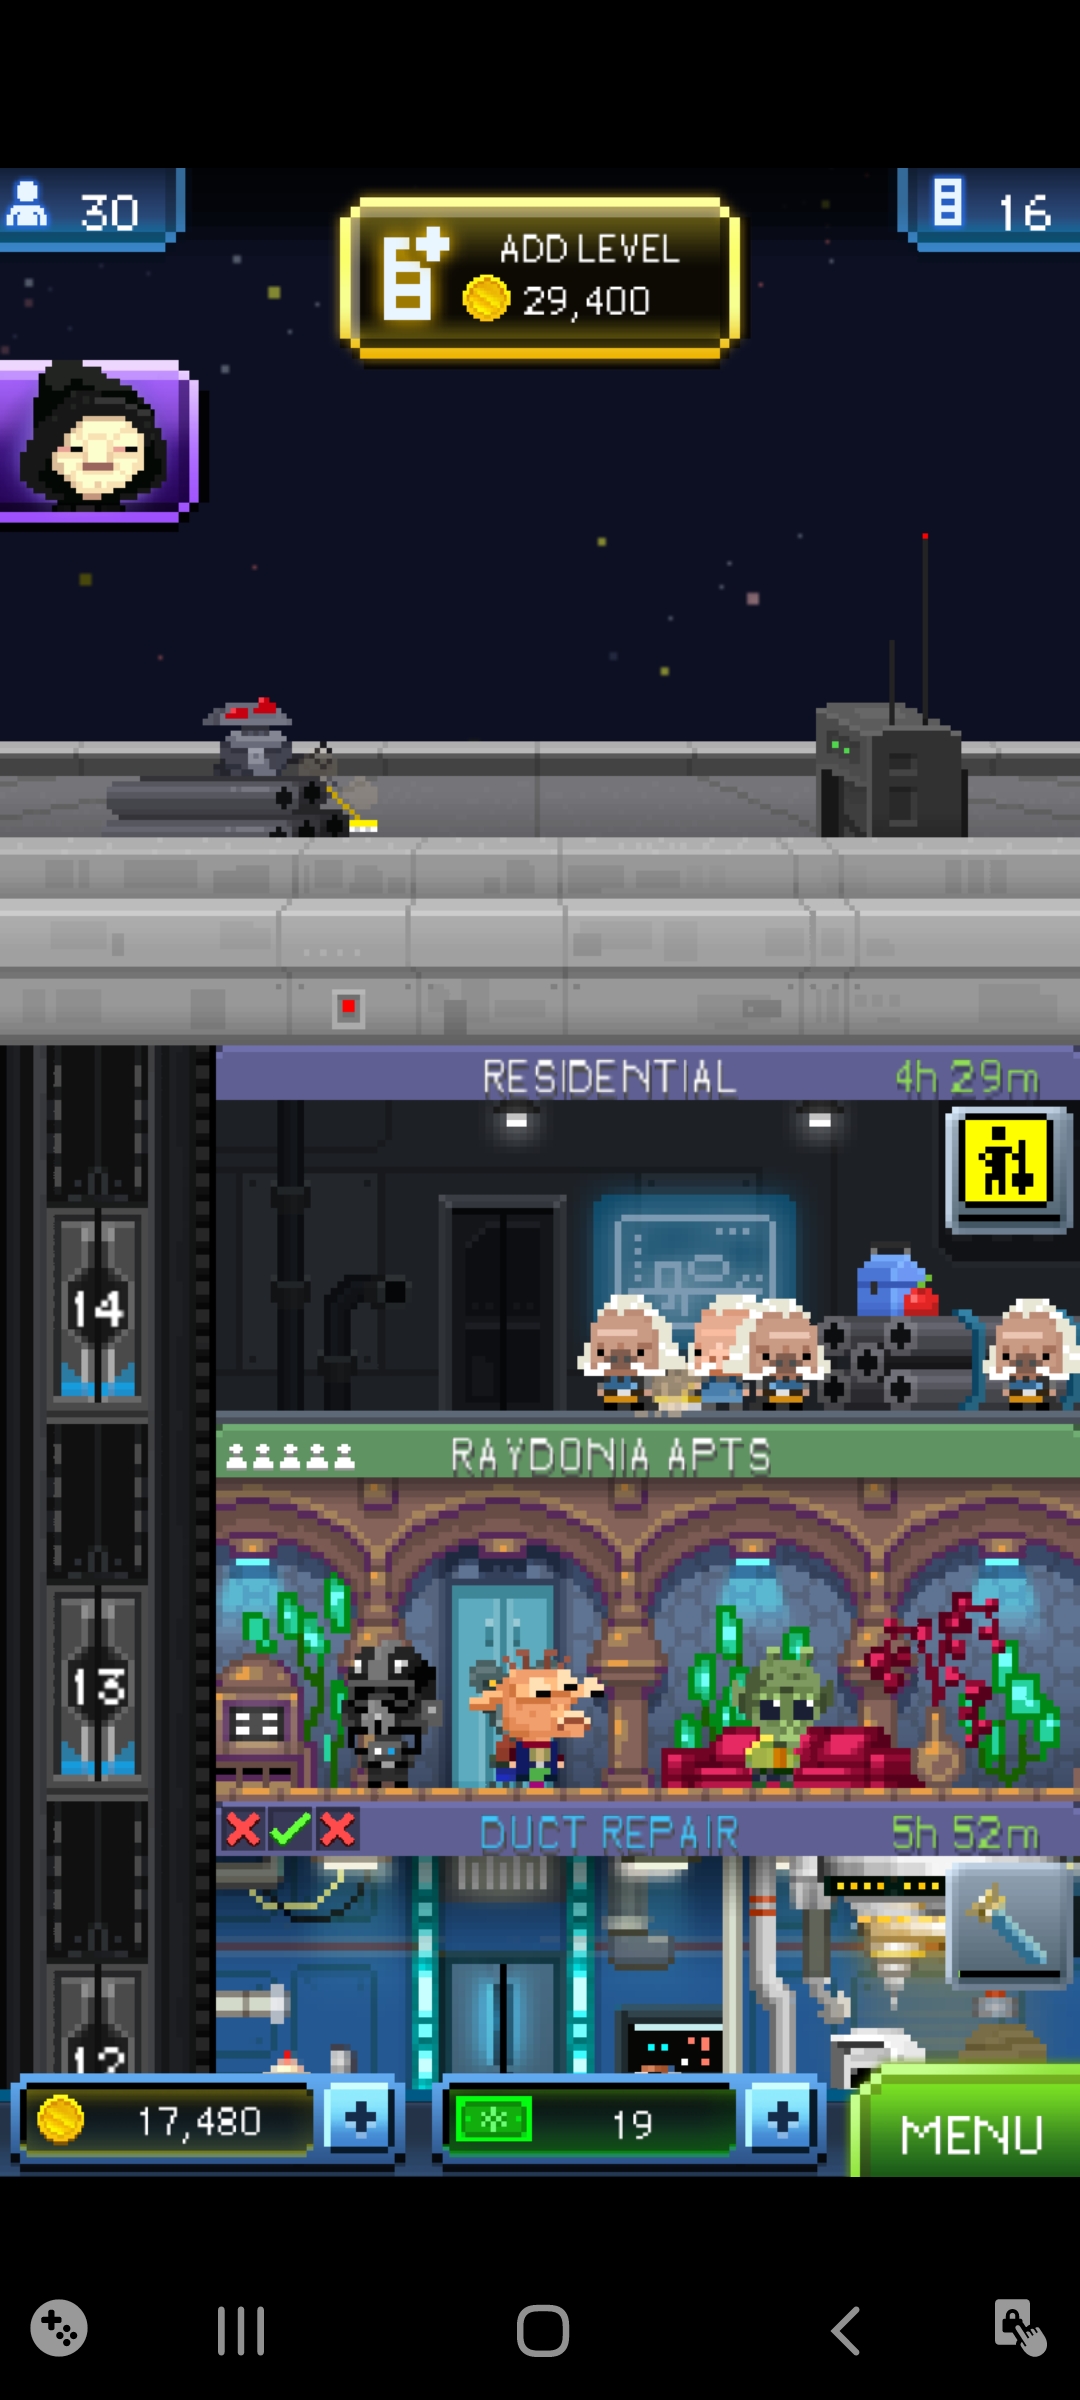 30
ADD LEVEL
29,400
16
RESIDENTIAL 4h 29m
14
RAYDONIA APTS
13
DUCT REPAIR 5h 52m
12
17,480
19
MENU